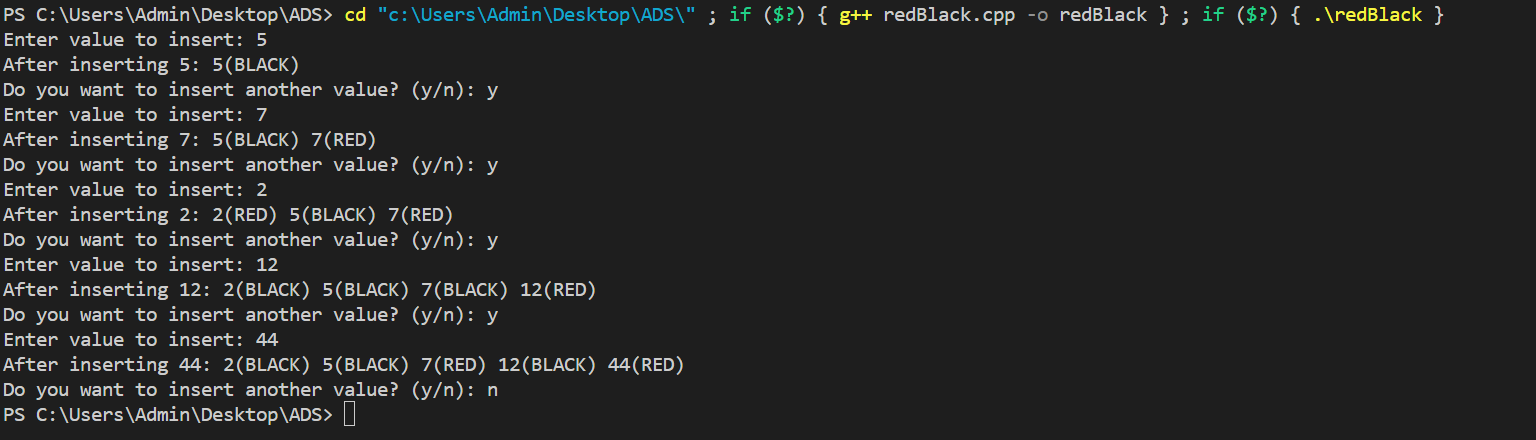 PS C:\Users\Admin\Desktop\ADS> cd "c:\Users\Admin\Desktop\ADS\" ; if ($?) { g++ redBlack.cpp -o redBlack } ; if ($?) { .\redBlack }
Enter value to insert: 5
After inserting 5: 5(BLACK)
Do you want to insert another value? (y/n): y
Enter value to insert: 7
After inserting 7: 5(BLACK) 7(RED)
Do you want to insert another value? (y/n): y
Enter value to insert: 2
After inserting 2: 2(RED) 5(BLACK) 7(RED)
Do you want to insert another value? (y/n): y
Enter value to insert: 12
After inserting 12: 2(BLACK) 5(BLACK) 7(BLACK) 12(RED)
Do you want to insert another value? (y/n): y
Enter value to insert: 44
After inserting 44: 2(BLACK) 5(BLACK) 7(RED) 12(BLACK) 44(RED)
Do you want to insert another value? (y/n): n
PS C:\Users\Admin\Desktop\ADS>